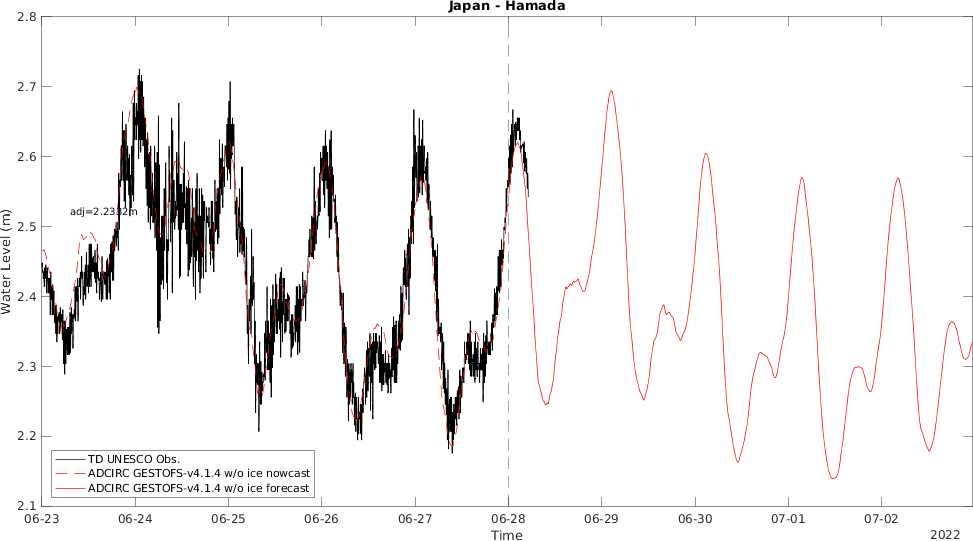 Japan - Hamada
2.8
2.7
2.6
2.5
2.4
2.3
2.2
2.1
Water Level (m)
adj=2.2332m
TD UNESCO Obs.
ADCIRC GESTOFS-v4.1.4 w/o ice nowcast
ADCIRC GESTOFS-v4.1.4 w/o ice forecast
06-23 06-24 06-25 06-26 06-27 06-28 06-29 06-30 07-01 07-02
Time
2022